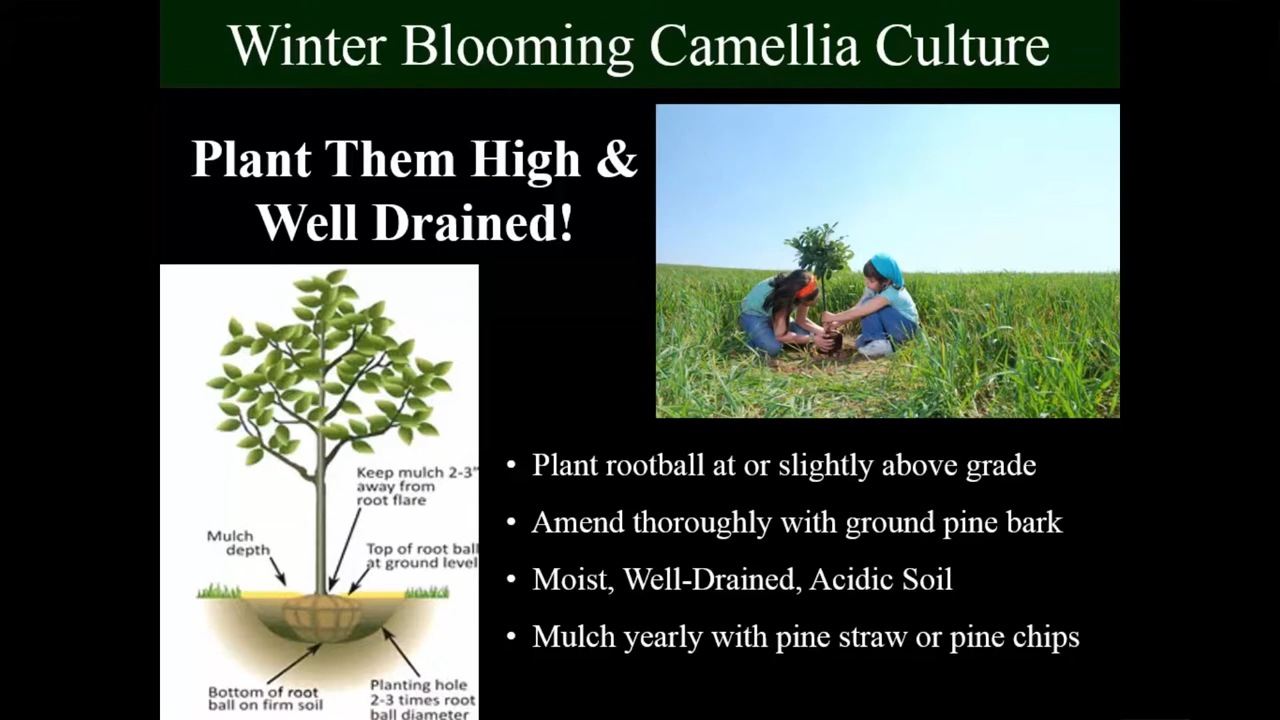 Winter Blooming Camellia Culture
Plant Them High &
Well Drained!
Keep mulch 2-3"
away from
root flare
Mulch
depth
Top of root ball
at ground level
Bottom of root
ball on firm soil
Planting hole
2-3 times root
ball diameter
• Plant rootball at or slightly above grade
• Amend thoroughly with ground pine bark
• Moist, Well-Drained, Acidic Soil
• Mulch yearly with pine straw or pine chips